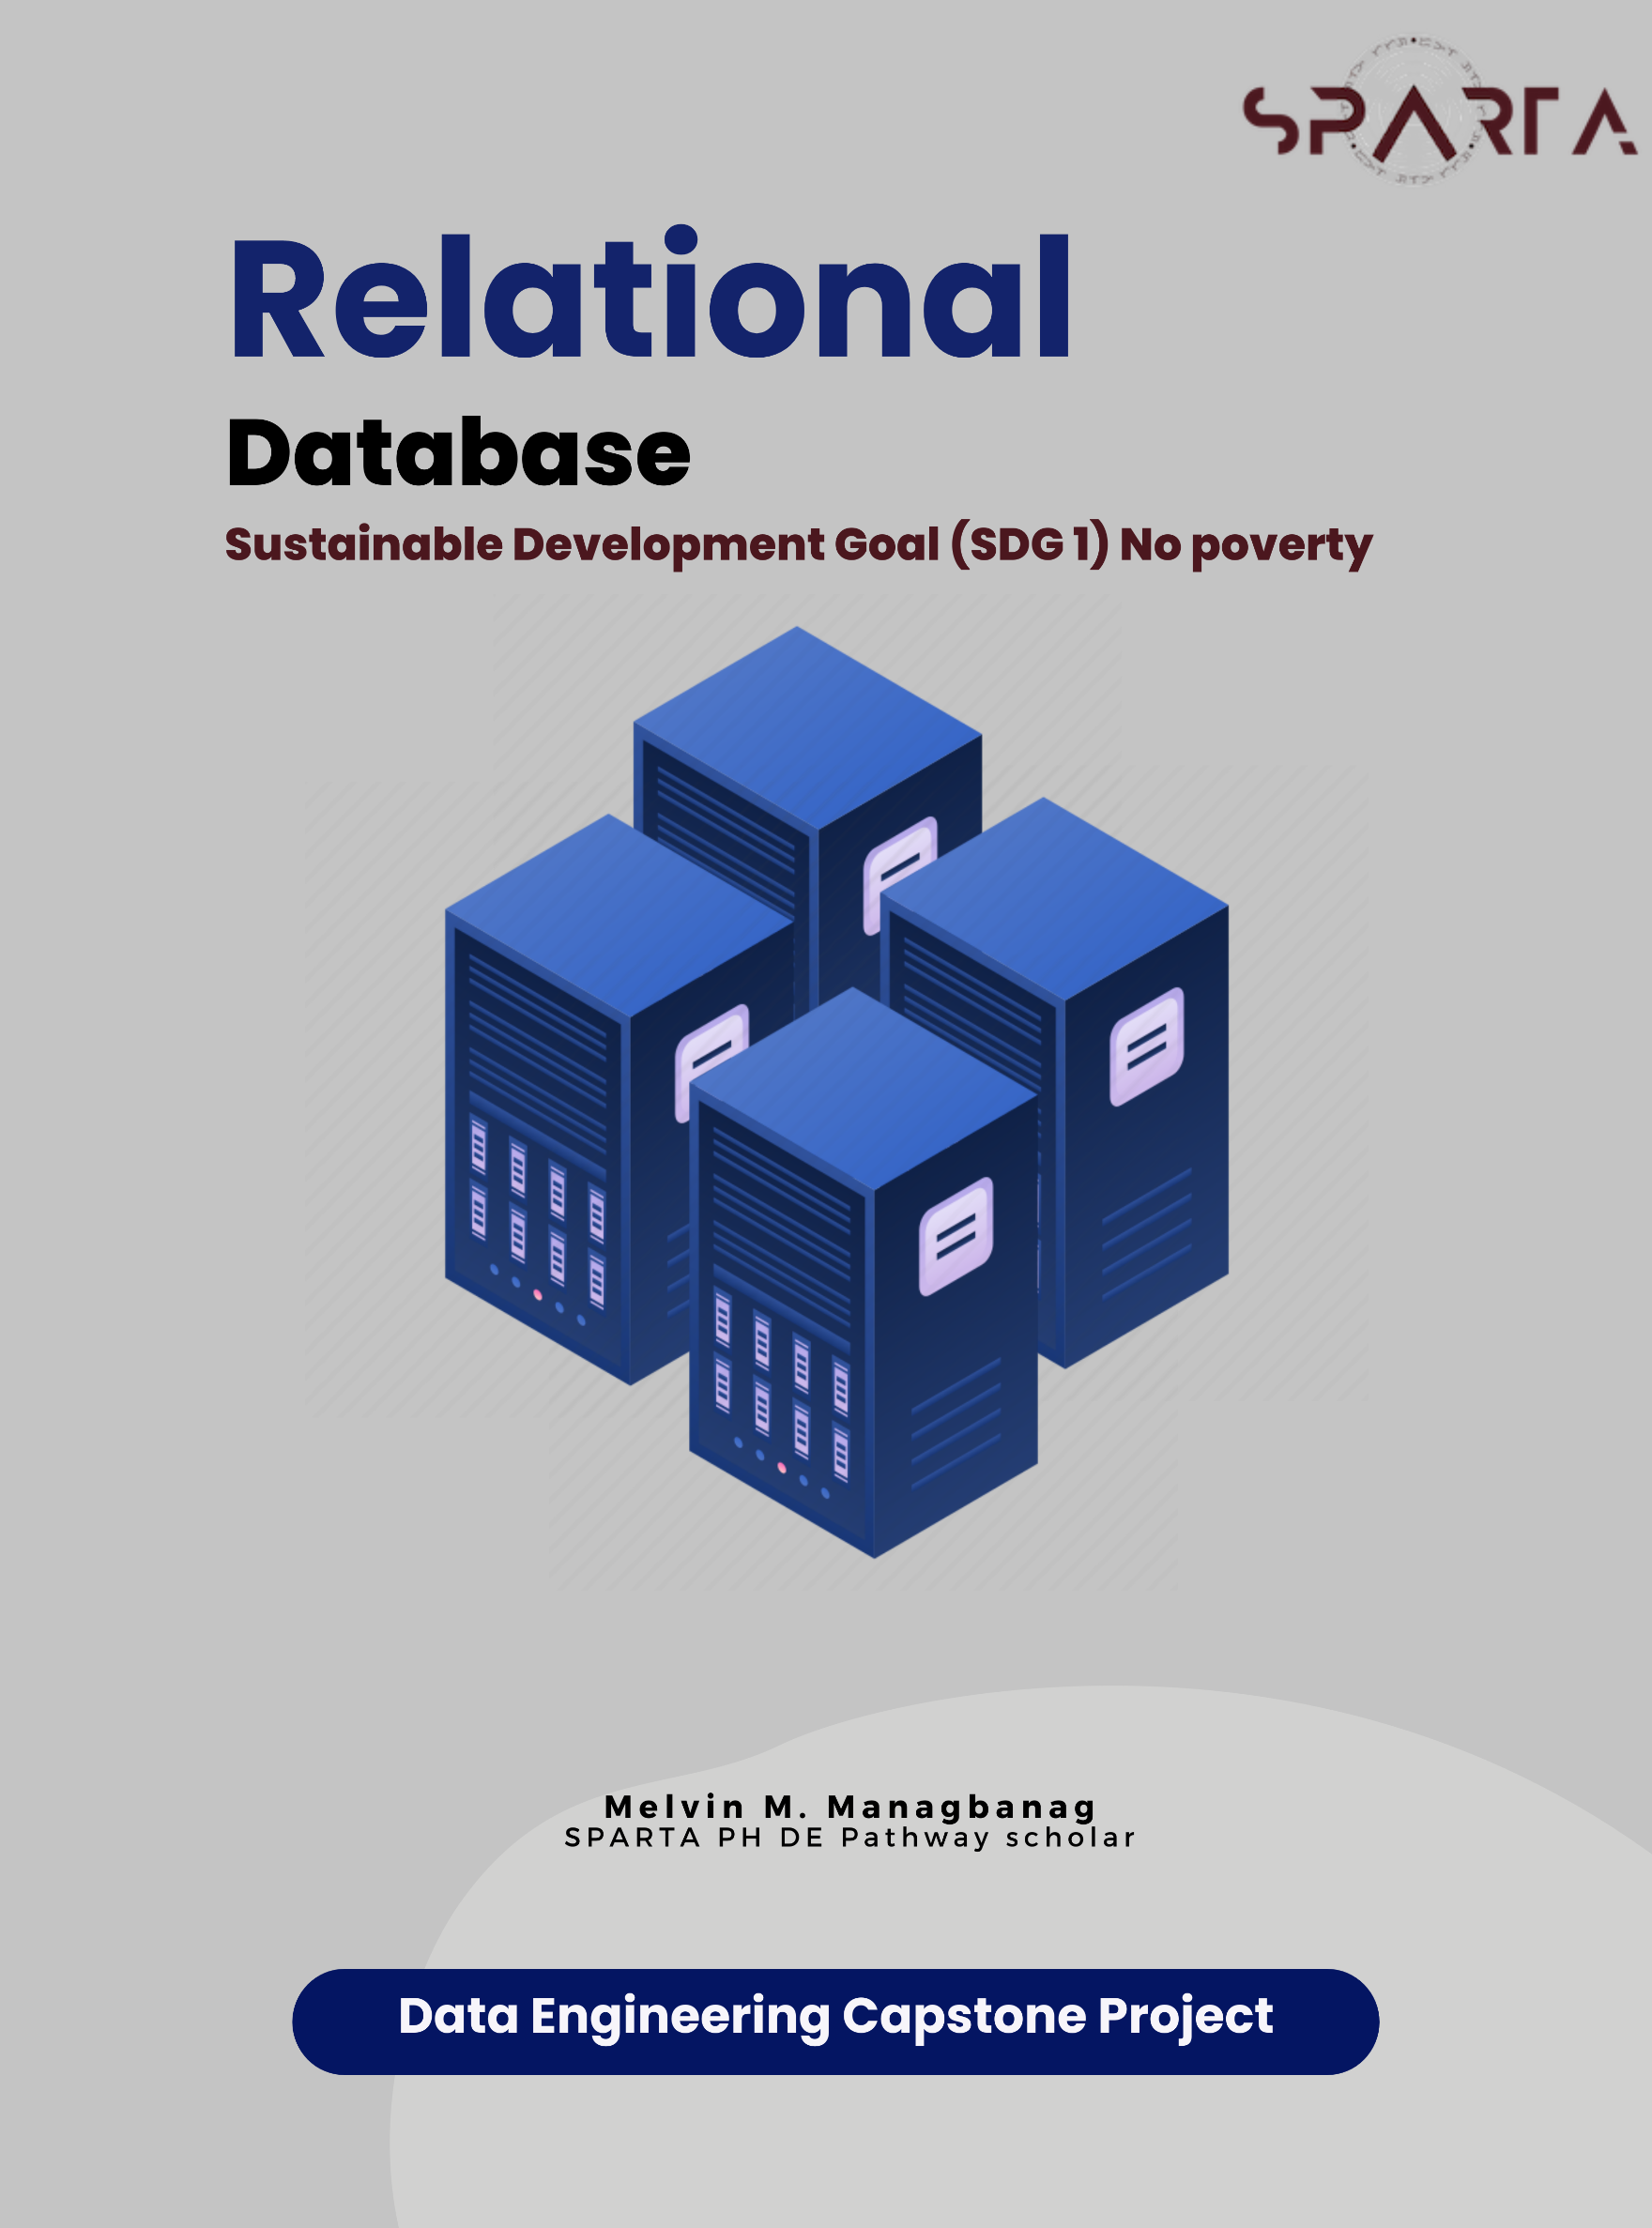 SPARTA
Relational
Database
Sustainable Development Goal (SDG 1) No poverty
Melvin M. Managbanag
SPARTA PH DE Pathway scholar
Data Engineering Capstone Project